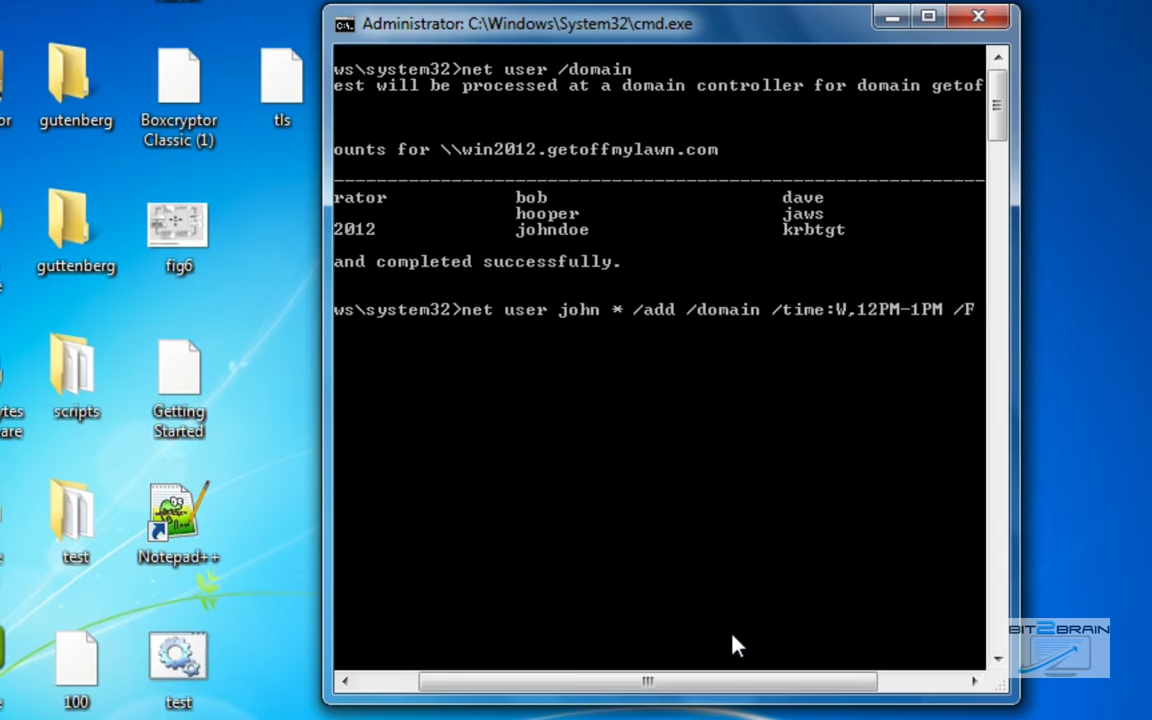 Administrator: C:\Windows\System32\cmd.exe
ws\system32>net user /domain
est will be processed at a domain controller for domain getof
ounts for \\win2012.getoffmylawn.com
rator bob dave
hooper jaws
2012 johndoe krbtgt
and completed successfully.
ws\system32>net user john * /add /domain /time:W,12PM-1PM /F
or
gutenberg
Boxcryptor
Classic (1)
tls
guttenberg
fig6
ytes
are
scripts
Getting
Started
test
Notepad++
100
test
BIT2BRAIN